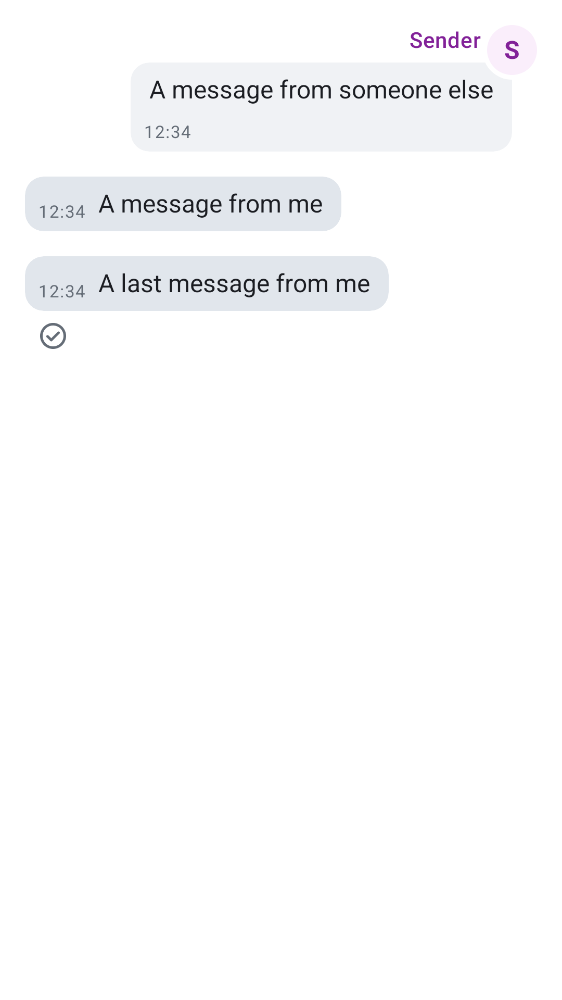 Sender
S
A message from someone else
12:34
A message from me
12:34
A last message from me
12:34